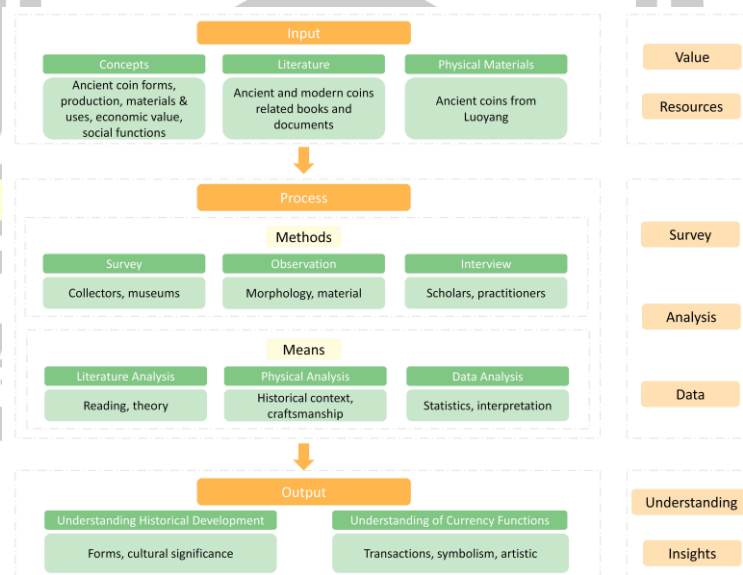 Input
Concepts
Literature
Physical Materials
Ancient coin forms,
production, materials &
uses, economic value,
social functions
Ancient and modern coins
related books and
documents
Ancient coins from
Luoyang
Value
Resources
Process
Methods
Survey
Observation
Interview
Collectors, museums
Morphology, material
Scholars, practitioners
Means
Literature Analysis
Physical Analysis
Data Analysis
Reading, theory
Historical context,
craftsmanship
Statistics, interpretation
Survey
Analysis
Data
Output
Understanding Historical Development
Understanding of Currency Functions
Forms, cultural significance
Transactions, symbolism, artistic
Understanding
Insights